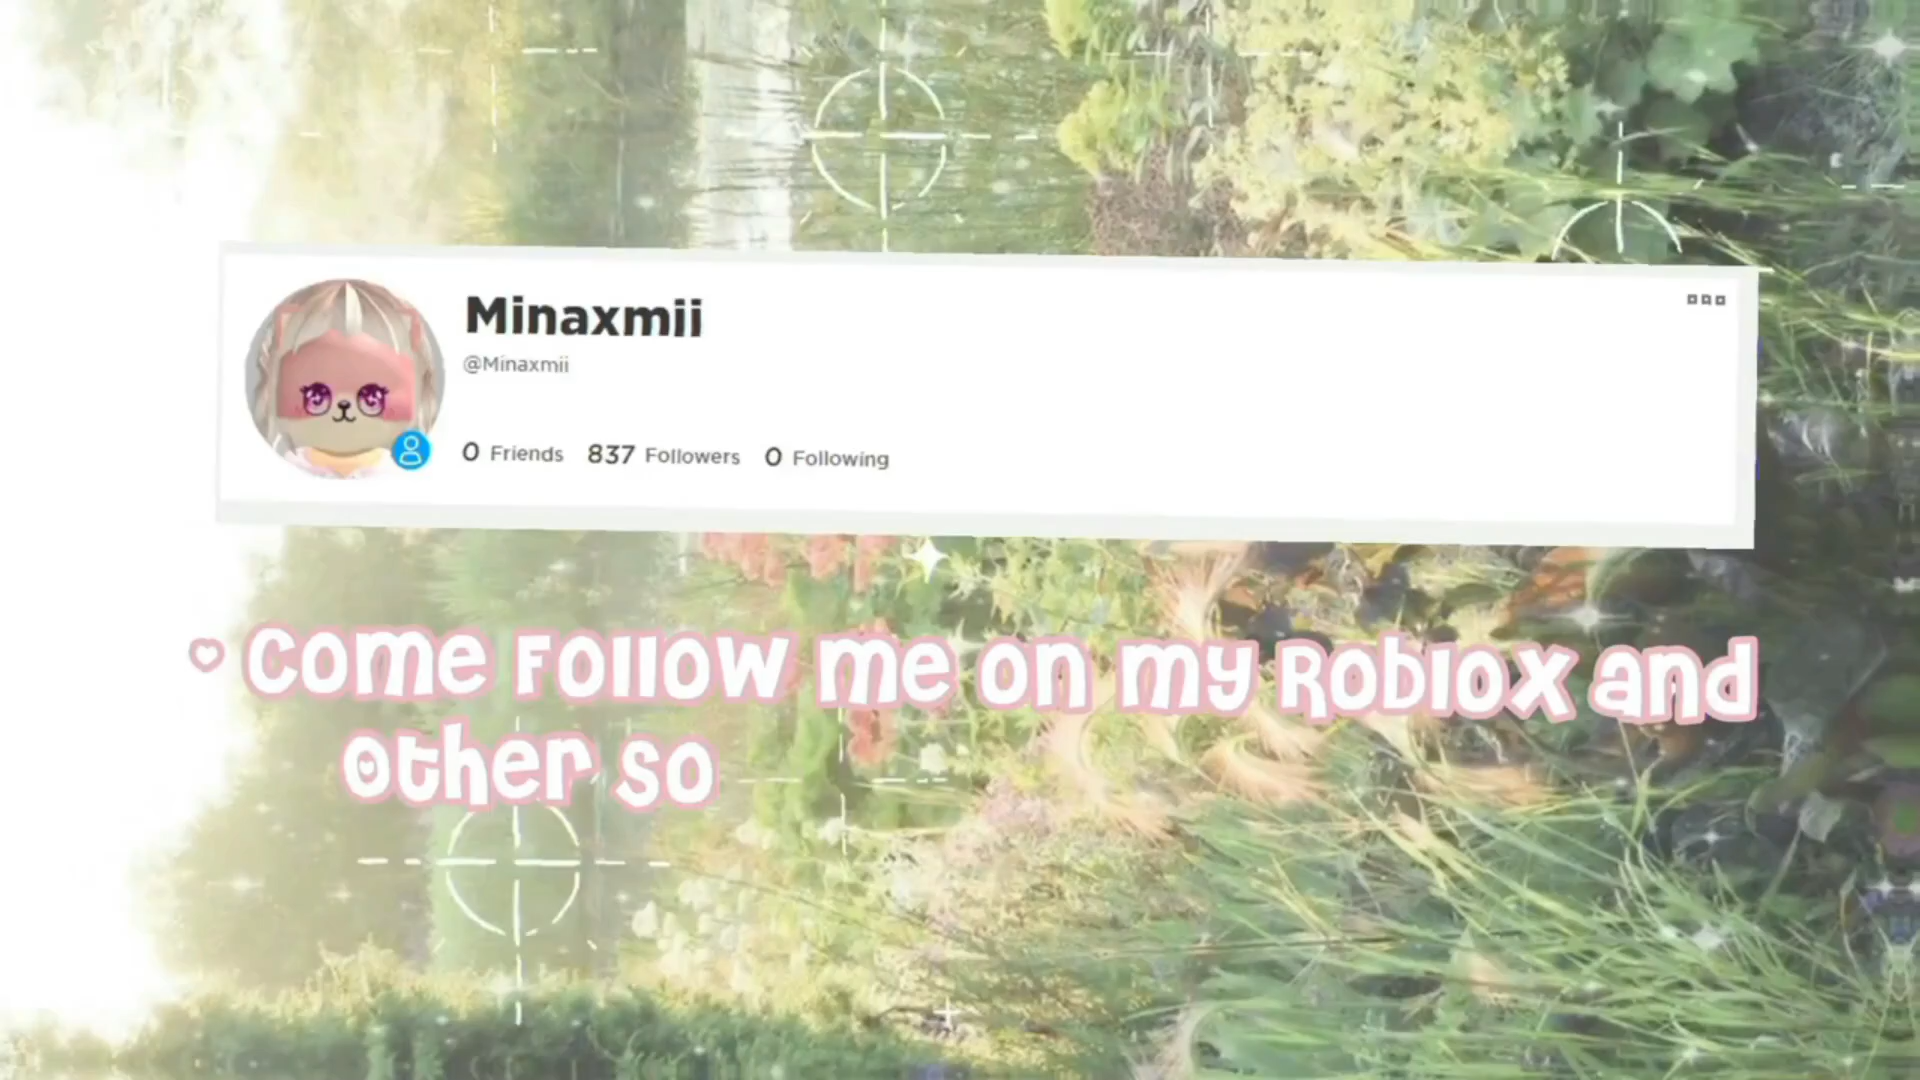 Minaxmii
@Minaxmii
0 Friends 837 Followers 0 Following
Come Follow me on my Roblox and
other so